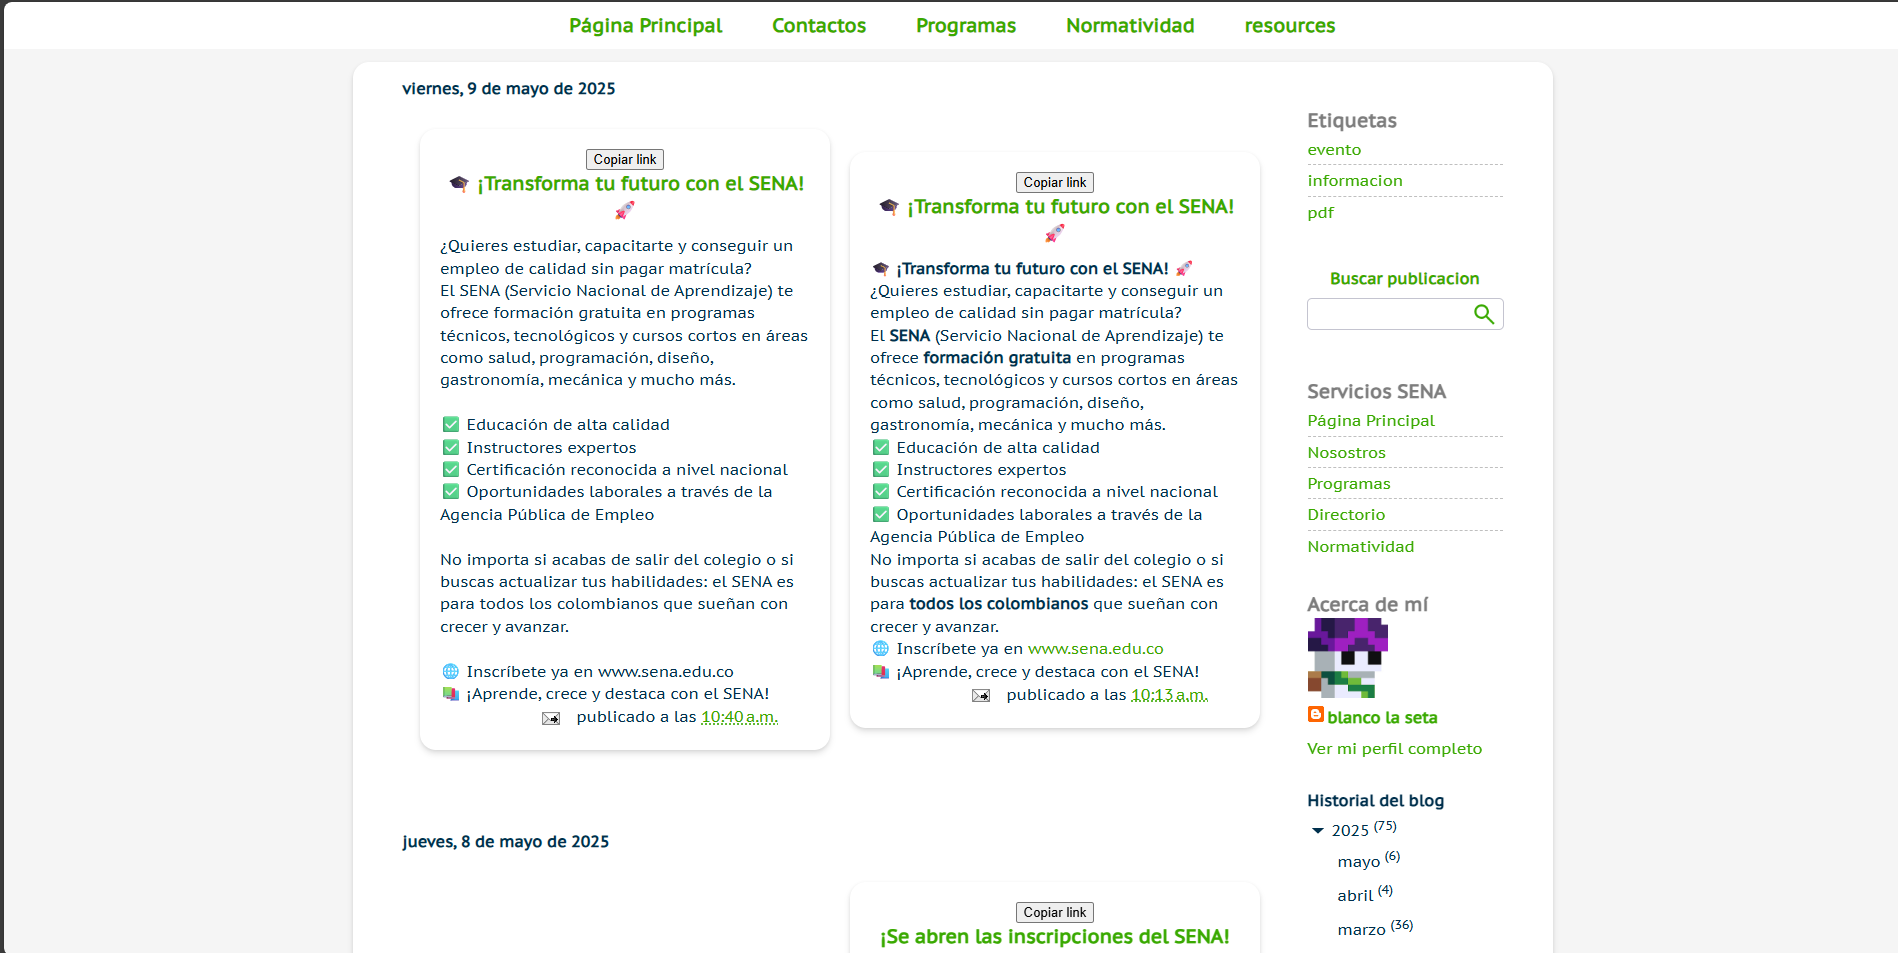 Página Principal Contactos Programas Normatividad resources
viernes, 9 de mayo de 2025
Copiar link
🎓 ¡Transforma tu futuro con el SENA!
🚀
¿Quieres estudiar, capacitarte y conseguir un
empleo de calidad sin pagar matrícula?
El SENA (Servicio Nacional de Aprendizaje) te
ofrece formación gratuita en programas
técnicos, tecnológicos y cursos cortos en áreas
como salud, programación, diseño,
gastronomía, mecánica y mucho más.
✅ Educación de alta calidad
✅ Instructores expertos
✅ Certificación reconocida a nivel nacional
✅ Oportunidades laborales a través de la
Agencia Pública de Empleo
No importa si acabas de salir del colegio o si
buscas actualizar tus habilidades: el SENA es
para todos los colombianos que sueñan con
crecer y avanzar.
🌐 Inscríbete ya en www.sena.edu.co
📚 ¡Aprende, crece y destaca con el SENA!
publicado a las 10:40 a.m.
Copiar link
🎓 ¡Transforma tu futuro con el SENA!
🚀
🎓 ¡Transforma tu futuro con el SENA! 🚀
¿Quieres estudiar, capacitarte y conseguir un
empleo de calidad sin pagar matrícula?
El SENA (Servicio Nacional de Aprendizaje) te
ofrece formación gratuita en programas
técnicos, tecnológicos y cursos cortos en áreas
como salud, programación, diseño,
gastronomía, mecánica y mucho más.
✅ Educación de alta calidad
✅ Instructores expertos
✅ Certificación reconocida a nivel nacional
✅ Oportunidades laborales a través de la
Agencia Pública de Empleo
No importa si acabas de salir del colegio o si
buscas actualizar tus habilidades: el SENA es
para todos los colombianos que sueñan con
crecer y avanzar.
🌐 Inscríbete ya en www.sena.edu.co
📚 ¡Aprende, crece y destaca con el SENA!
publicado a las 10:13 a.m.
jueves, 8 de mayo de 2025
Copiar link
¡Se abren las inscripciones del SENA!
Etiquetas
evento
informacion
pdf
Buscar publicacion
Servicios SENA
Página Principal
Nosostros
Programas
Directorio
Normatividad
Acerca de mí
blanco la seta
Ver mi perfil completo
Historial del blog
2025 (75)
mayo (6)
abril (4)
marzo (36)